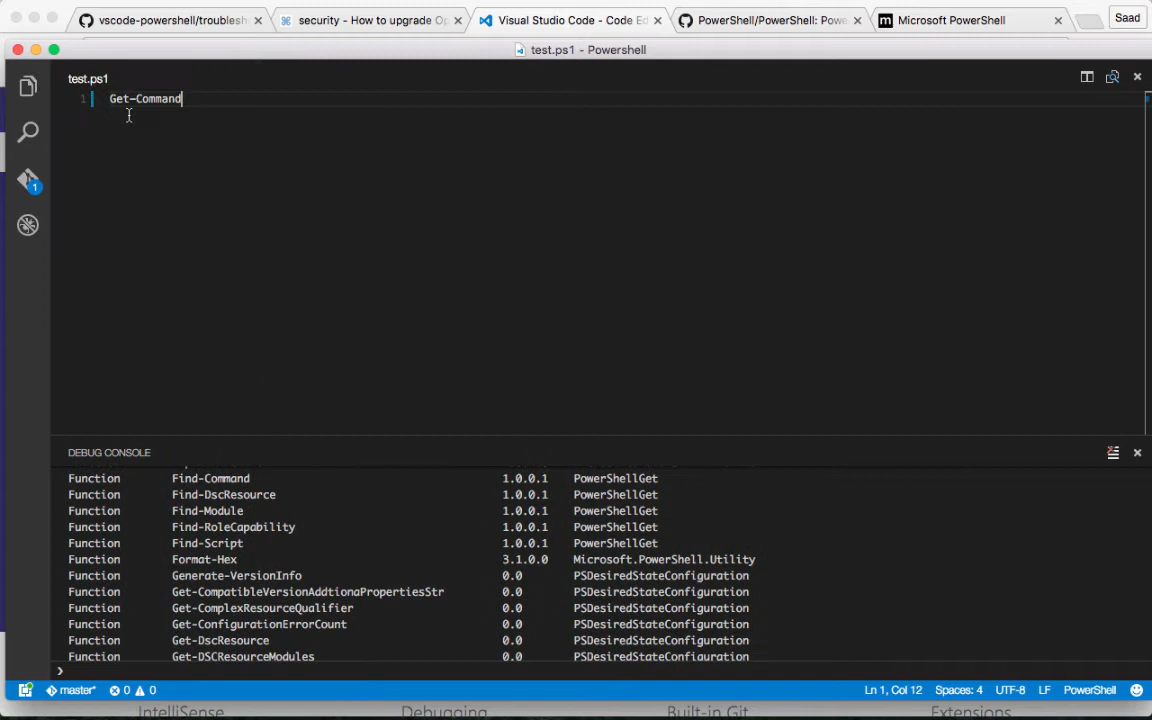 vscode-powershell/troublesh
security - How to upgrade Op
Visual Studio Code - Code Ed
PowerShell/PowerShell: Powe
Microsoft PowerShell
Saad
test.ps1 - Powershell
test.ps1
1 Get-Command
1
DEBUG CONSOLE
Function Find-Command 1.0.0.1 PowerShellGet
Function Find-DscResource 1.0.0.1 PowerShellGet
Function Find-Module 1.0.0.1 PowerShellGet
Function Find-RoleCapability 1.0.0.1 PowerShellGet
Function Find-Script 1.0.0.1 PowerShellGet
Function Format-Hex 3.1.0.0 Microsoft.PowerShell.Utility
Function Generate-VersionInfo 0.0 PSDesiredStateConfiguration
Function Get-CompatibleVersionAddtionaPropertiesStr 0.0 PSDesiredStateConfiguration
Function Get-ComplexResourceQualifier 0.0 PSDesiredStateConfiguration
Function Get-ConfigurationErrorCount 0.0 PSDesiredStateConfiguration
Function Get-DscResource 0.0 PSDesiredStateConfiguration
Function Get-DSCResourceModules 0.0 PSDesiredStateConfiguration
master* 0 0 Ln 1, Col 12 Spaces: 4 UTF-8 LF PowerShell
IntelliSense Debugging Built-in Git Extensions